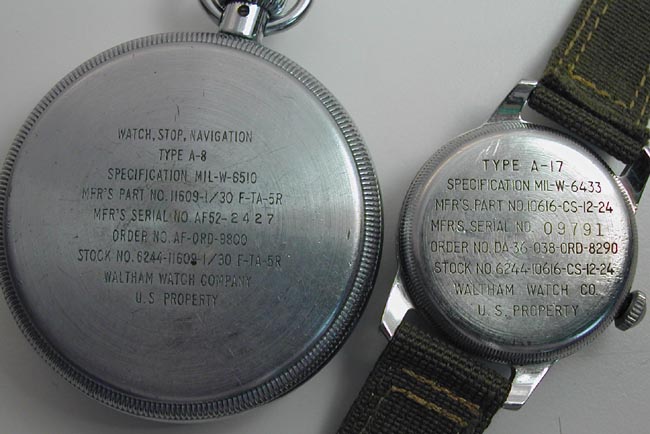 WATCH, STOP, NAVIGATION
TYPE A-8
SPECIFICATION MIL-W-6510
MFR'S PART NO. 11609-1/30 F-TA-5R
MFR'S SERIAL NO. AF52-2427
ORDER NO. AF-ORD-9800
STOCK NO. 6244-11609-1/30 F-TA-5R
WALTHAM WATCH COMPANY
U.S PROPERTY
TYPE A-17
SPECIFICATION MIL-W-6433
MFR'S. PART NO. 10616-CS-12-24
MFR'S, SERIAL NO. 09791
ORDER NO. DA-36-038-ORD-8290
STOCK NO. 6244-10616-CS-12-24
WALTHAM WATCH CO.
U.S. PROPERTY